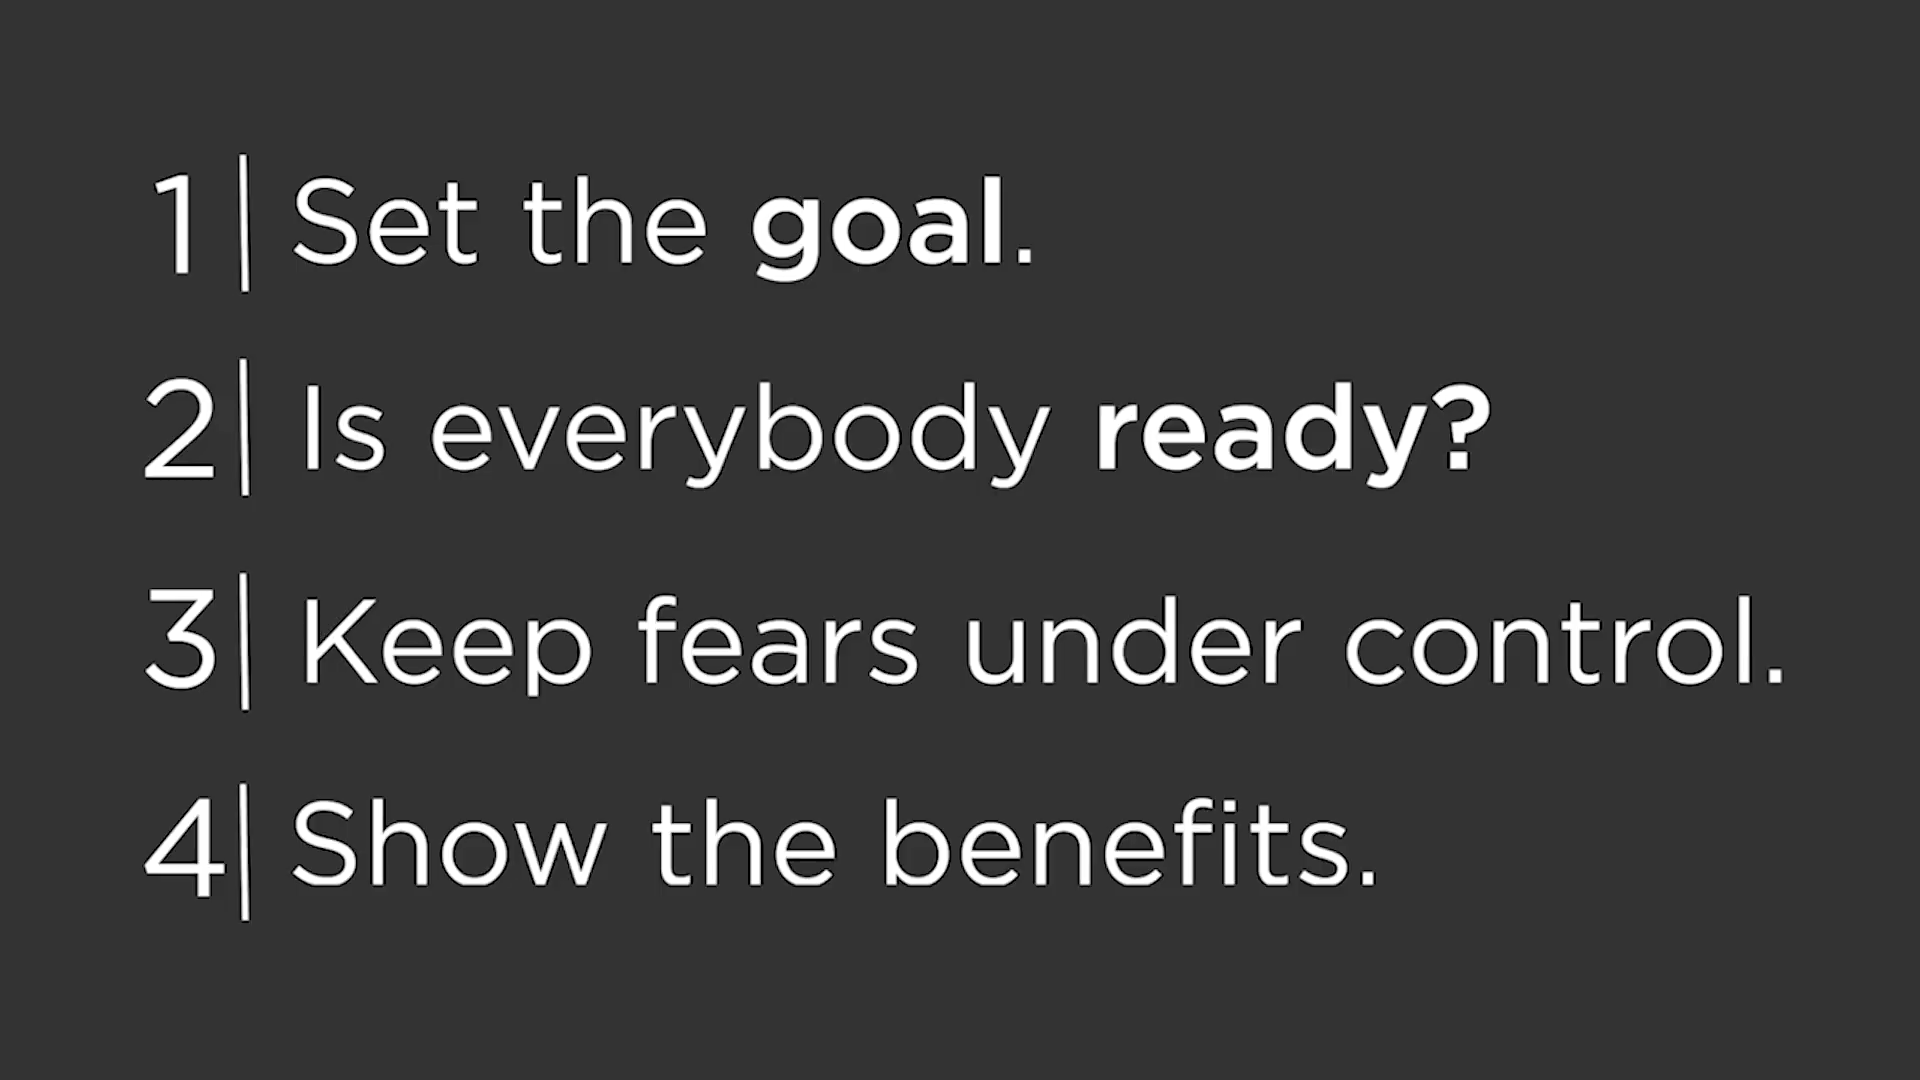 1 | Set the goal.
2 | Is everybody ready?
3 | Keep fears under control.
4 | Show the benefits.